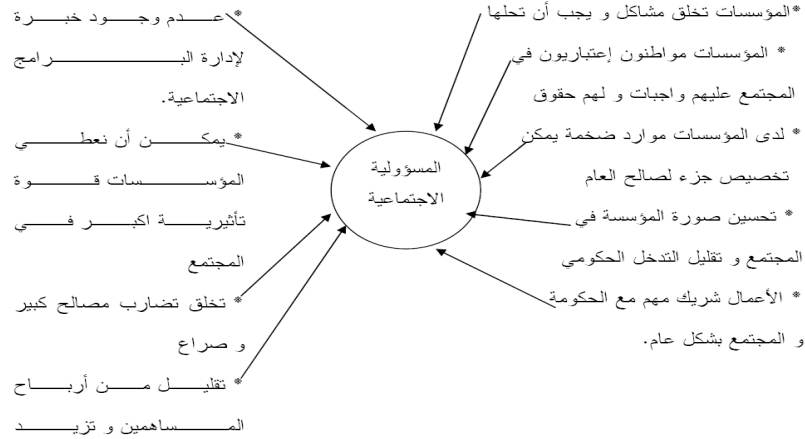 *المؤسسات تخلق مشاكل و يجب أن تحلها
* المؤسسات مواطنون إعتباريون في
المجتمع عليهم واجبات و لهم حقوق
* لدى المؤسسات موارد ضخمة يمكن
تخصيص جزء لصالح العام
* تحسين صورة المؤسسة في
المجتمع و تقليل التدخل الحكومي
* الأعمال شريك مهم مع الحكومة
و المجتمع بشكل عام.
المسؤولية
الاجتماعية
* عدم وجود خبرة
لإدارة البرامج
الاجتماعية.
* يمكن أن نعطي
المؤسسات قوة
تأثيرية اكبر في
المجتمع
* تخلق تضارب مصالح كبير
و صراع
* تقليل من أرباح
المساهمين و تزيد